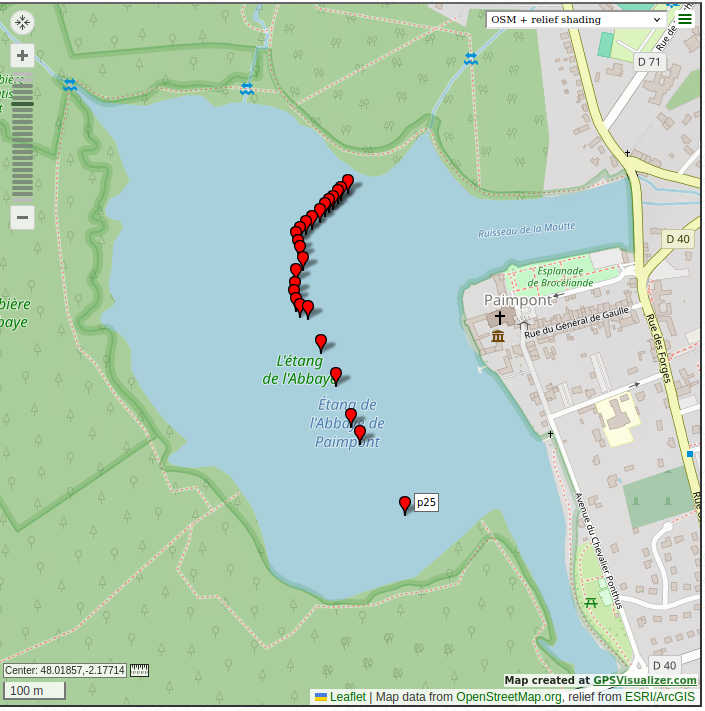 OSM + relief shading
Rue de
D 71
Ruisseau de la Moutte
D 40
Esplanade
de Brocéliande
Paimpont
Rue du Général de Gaulle
Rue des Forges
bière
baye
L'étang
de l'Abbaye
Étang de
l'Abbaye de
Paimpont
p25
Avenue du Chevalier Ponthus
D 40
Center: 48.01857,-2.17714
100 m
Map created at GPSVisualizer.com
Leaflet | Map data from OpenStreetMap.org, relief from ESRI/ArcGIS